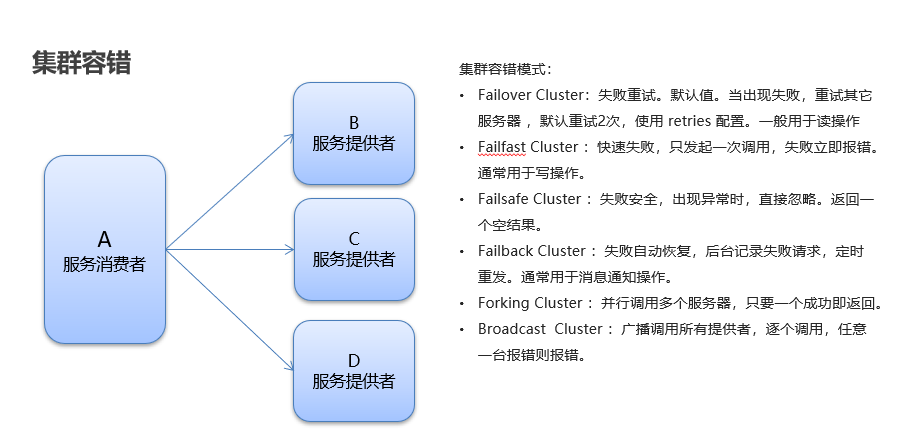 集群容错
A
服务消费者
B
服务提供者
C
服务提供者
D
服务提供者
集群容错模式：
• Failover Cluster：失败重试。默认值。当出现失败，重试其它
服务器 ，默认重试2次，使用 retries 配置。一般用于读操作
• Failfast Cluster ：快速失败，只发起一次调用，失败立即报错。
通常用于写操作。
• Failsafe Cluster ：失败安全，出现异常时，直接忽略。返回一
个空结果。
• Failback Cluster ：失败自动恢复，后台记录失败请求，定时
重发。通常用于消息通知操作。
• Forking Cluster ：并行调用多个服务器，只要一个成功即返回。
• Broadcast  Cluster ：广播调用所有提供者，逐个调用，任意
一台报错则报错。